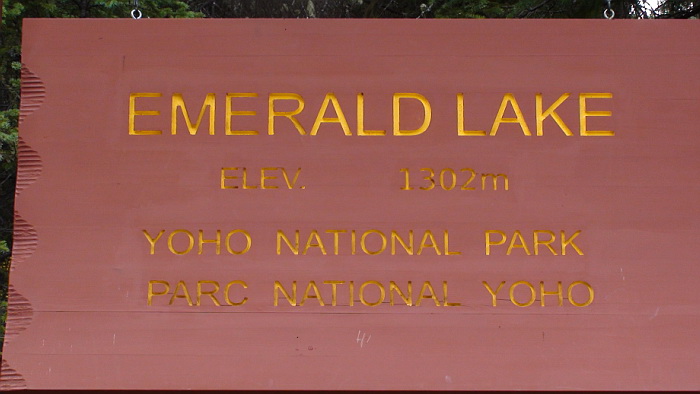 EMERALD LAKE
ELEV. 1302m
YOHO NATIONAL PARK
PARC NATIONAL YOHO